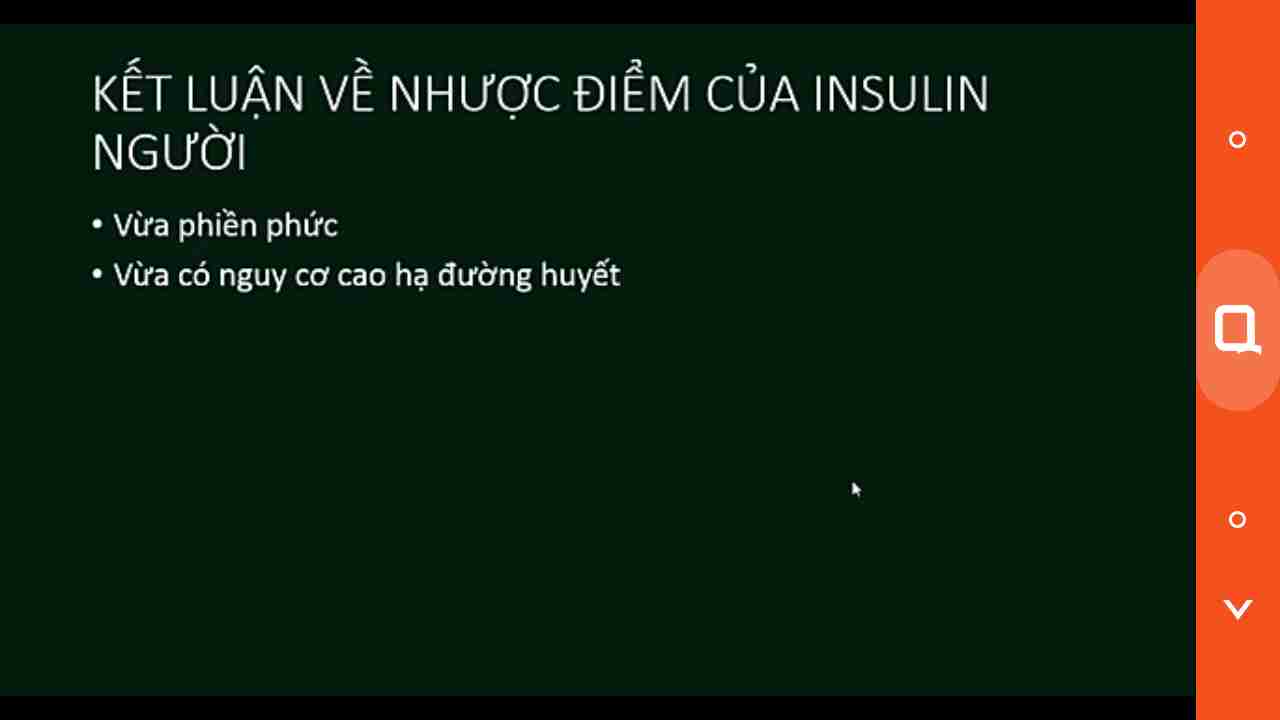 KẾT LUẬN VỀ NHƯỢC ĐIỂM CỦA INSULIN
NGƯỜI
• Vừa phiền phức
• Vừa có nguy cơ cao hạ đường huyết